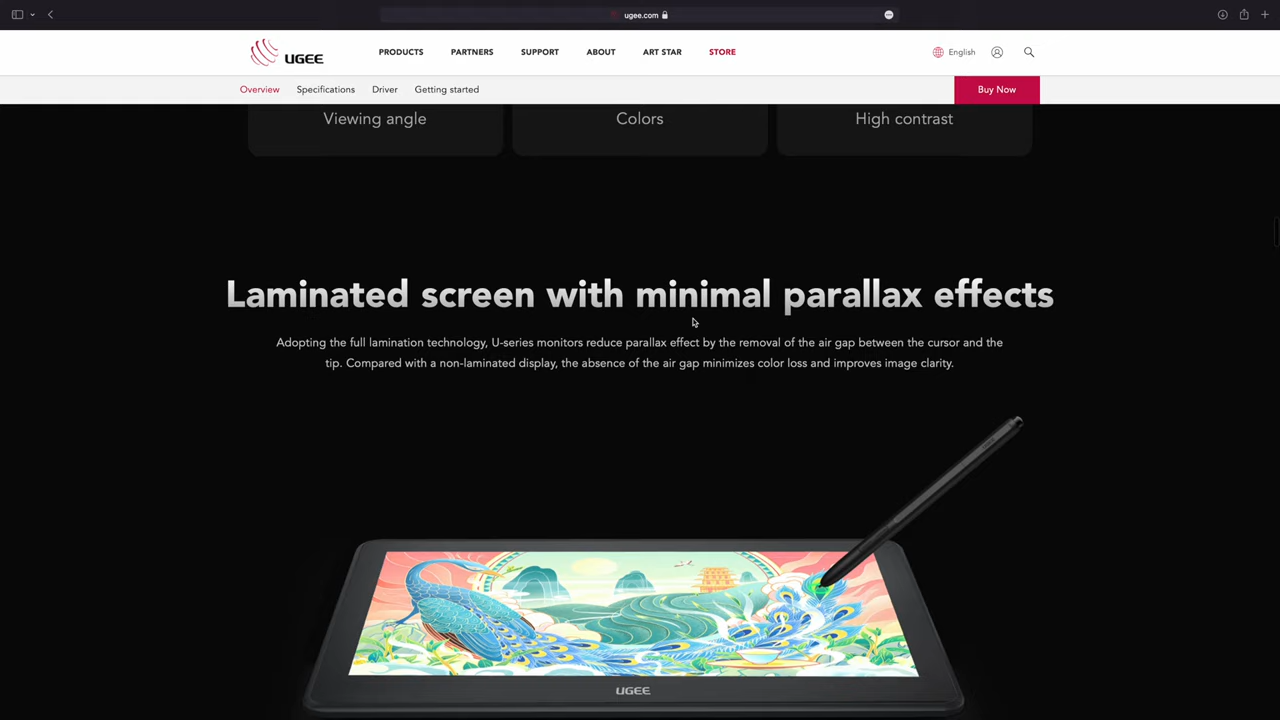 ugee.com
UGEE
PRODUCTS PARTNERS SUPPORT ABOUT ART STAR STORE
English
Overview Specifications Driver Getting started
Buy Now
Viewing angle
Colors
High contrast
Laminated screen with minimal parallax effects
Adopting the full lamination technology, U-series monitors reduce parallax effect by the removal of the air gap between the cursor and the
tip. Compared with a non-laminated display, the absence of the air gap minimizes color loss and improves image clarity.
UGEE